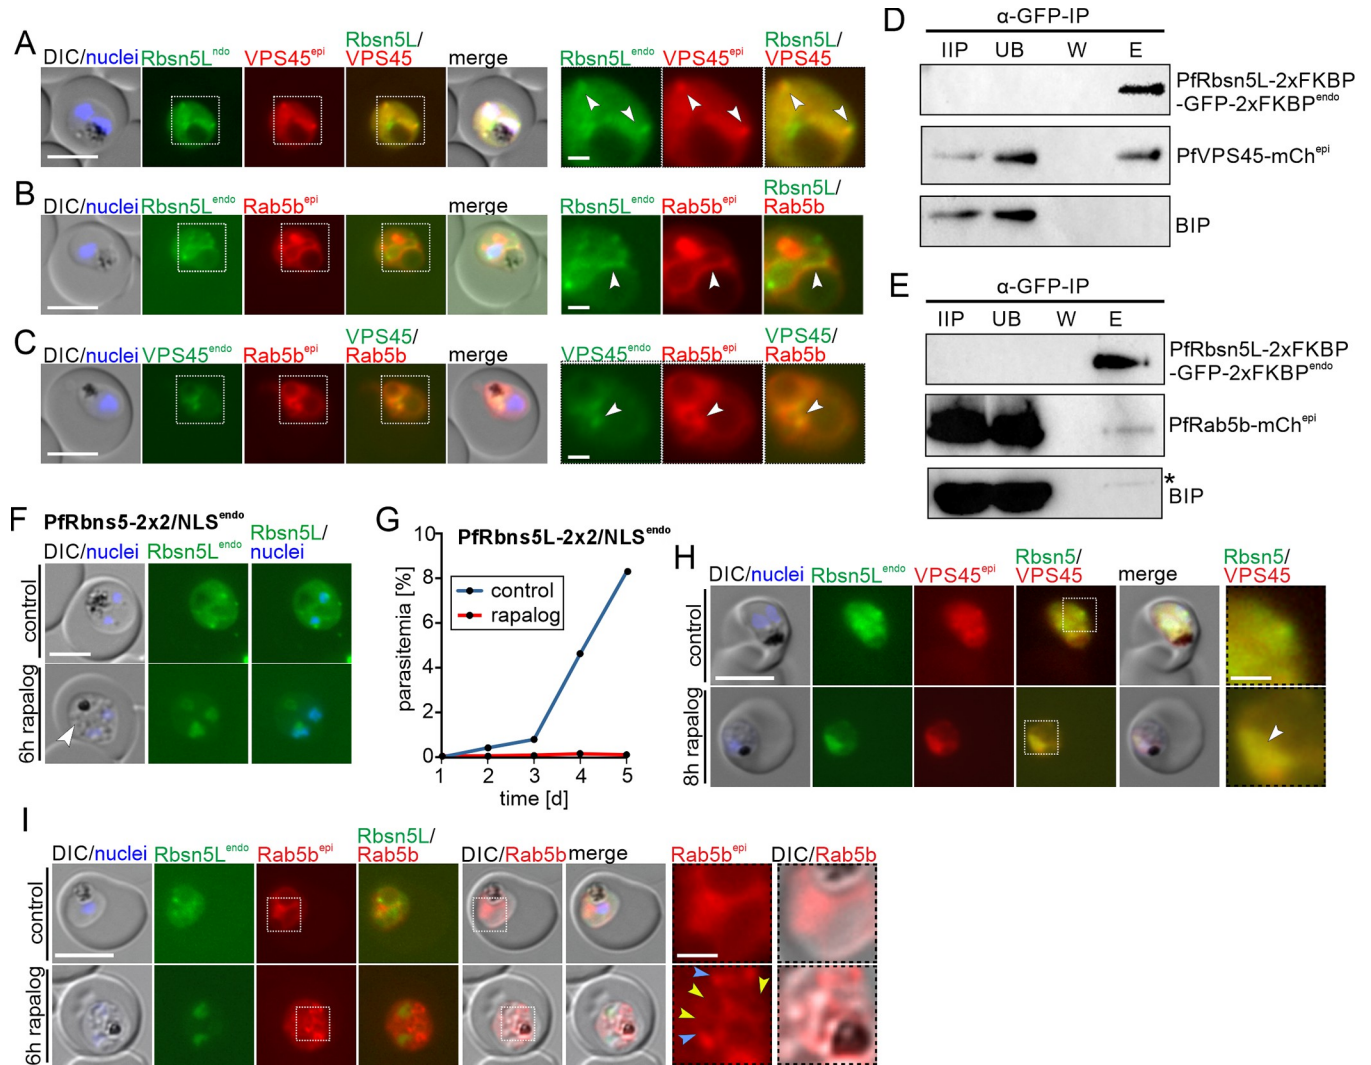 A
DIC/nuclei Rbsn5L^ndo VPS45^epi Rbsn5L/VPS45 merge Rbsn5L^endo VPS45^epi Rbsn5L/VPS45
B
DIC/nuclei Rbsn5L^endo Rab5b^epi merge Rbsn5L^endo Rab5b^epi Rbsn5L/Rab5b
C
DIC/nuclei VPS45^endo Rab5b^epi VPS45/Rab5b merge VPS45^endo Rab5b^epi VPS45/Rab5b
D
α-GFP-IP
IIP UB W E
PfRbsn5L-2xFKBP
-GFP-2xFKBP^endo
PfVPS45-mCh^epi
BIP
E
α-GFP-IP
IIP UB W E
PfRbsn5L-2xFKBP
-GFP-2xFKBP^endo
PfRab5b-mCh^epi
*
BIP
F
PfRbns5-2x2/NLS^endo
DIC/nuclei Rbsn5L^endo Rbsn5L/nuclei
control
6h rapalog
G
PfRbns5L-2x2/NLS^endo
control
rapalog
parasitemia [%]
10
8
6
4
2
0
1 2 3 4 5
time [d]
H
DIC/nuclei Rbsn5L^endo VPS45^epi Rbsn5/VPS45 merge Rbsn5/VPS45
control
8h rapalog
I
DIC/nuclei Rbsn5L^endo Rab5b^epi Rbsn5L/Rab5b DIC/Rab5b merge Rab5b^epi DIC/Rab5b
control
6h rapalog